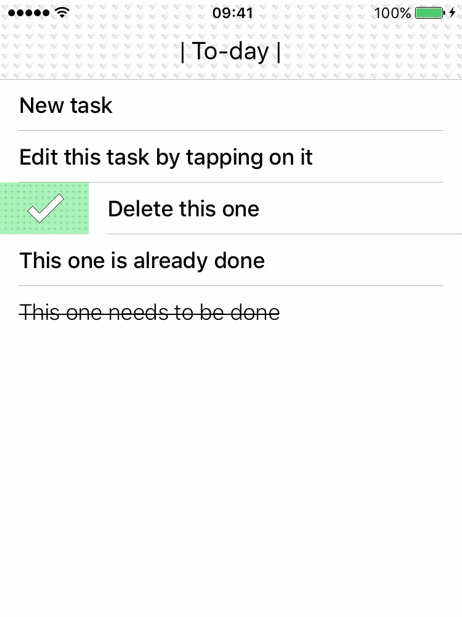 09:41
100%
| To-day |
New task
Edit this task by tapping on it
Delete this one
This one is already done
This one needs to be done